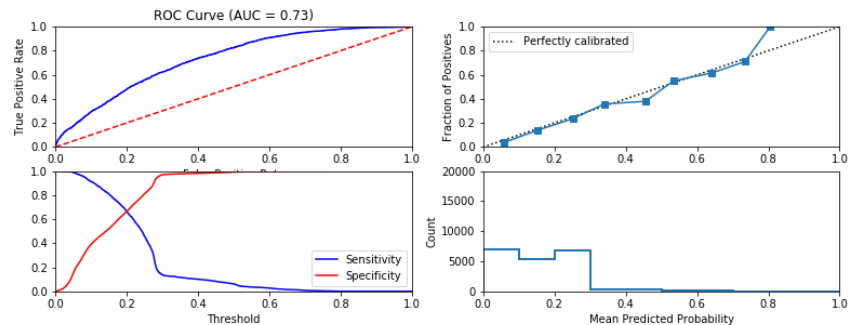 ROC Curve (AUC = 0.73)
True Positive Rate
1.0
0.8
0.6
0.4
0.2
0.0
0.0 0.2 0.4 0.6 0.8 1.0
Fraction of Positives
1.0
0.8
0.6
0.4
0.2
0.0
Perfectly calibrated
0.0 0.2 0.4 0.6 0.8 1.0
1.0
0.8
0.6
0.4
0.2
0.0
Sensitivity
Specificity
0.0 0.2 0.4 0.6 0.8 1.0
Threshold
Count
20000
15000
10000
5000
0
0.0 0.2 0.4 0.6 0.8 1.0
Mean Predicted Probability